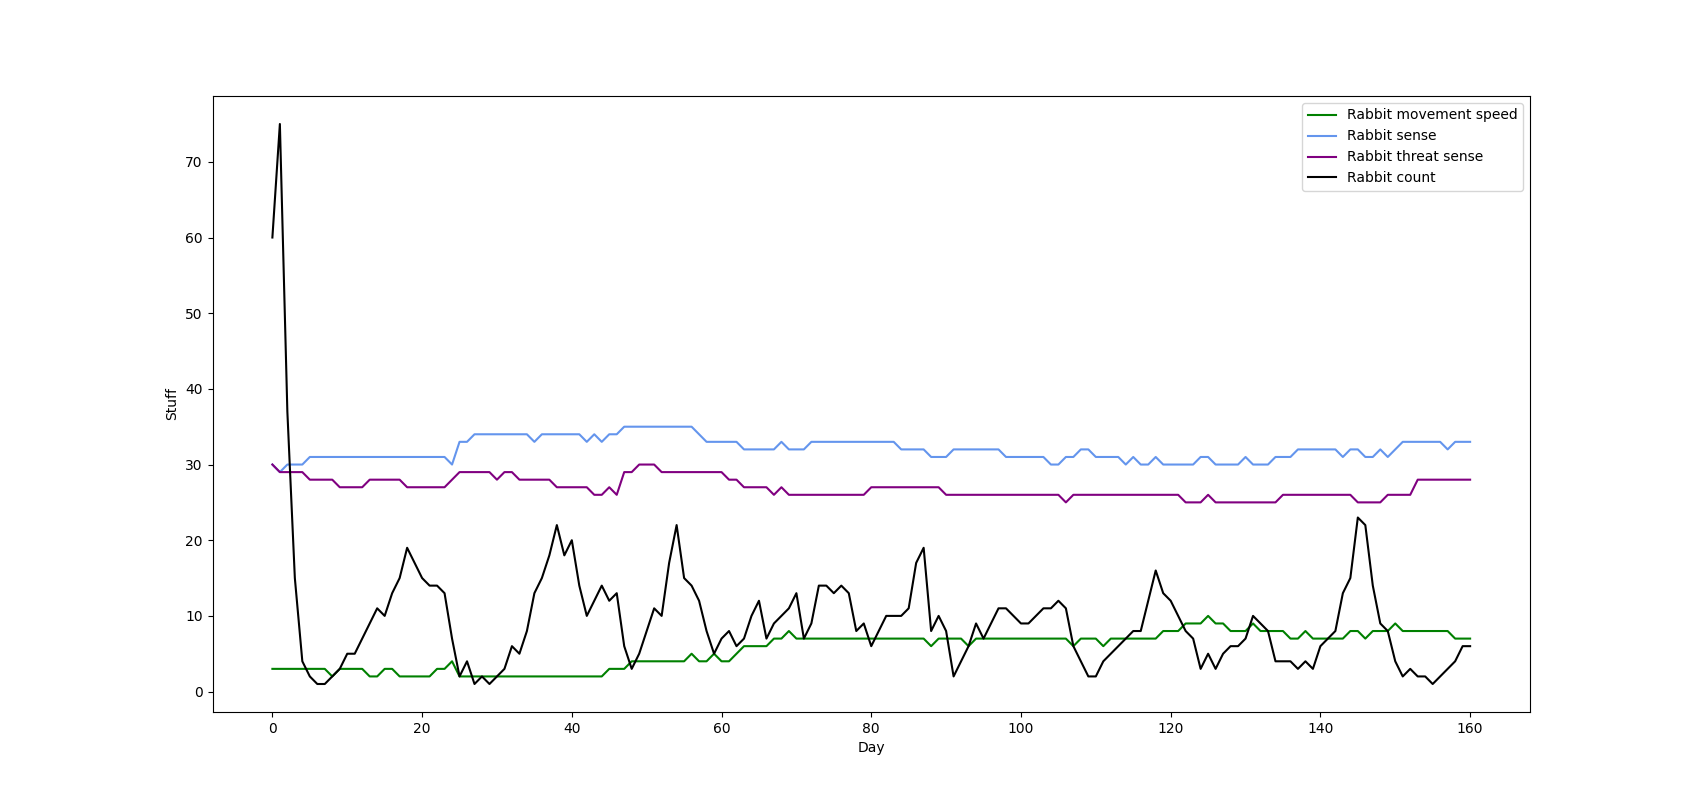 Rabbit movement speed
Rabbit sense
Rabbit threat sense
Rabbit count
70
60
50
40
30
20
10
0
Stuff
0 20 40 60 80 100 120 140 160
Day